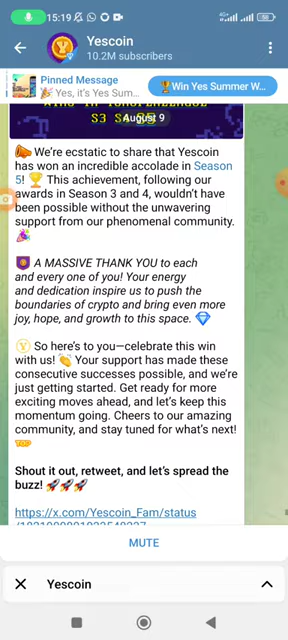 15:19
Yescoin
10.2M subscribers
Pinned Message
Yes, it's Yes Sum...
Win Yes Summer W...
August 9
We're ecstatic to share that Yescoin
has won an incredible accolade in Season
5! This achievement, following our
awards in Season 3 and 4, wouldn't have
been possible without the unwavering
support from our phenomenal community.
A MASSIVE THANK YOU to each
and every one of you! Your energy
and dedication inspire us to push the
boundaries of crypto and bring even more
joy, hope, and growth to this space.
So here's to you—celebrate this win
with us! Your support has made these
consecutive successes possible, and we're
just getting started. Get ready for more
exciting moves ahead, and let's keep this
momentum going. Cheers to our amazing
community, and stay tuned for what's next!
TOP
Shout it out, retweet, and let's spread the
buzz!
https://x.com/Yescoin_Fam/status
MUTE
Yescoin